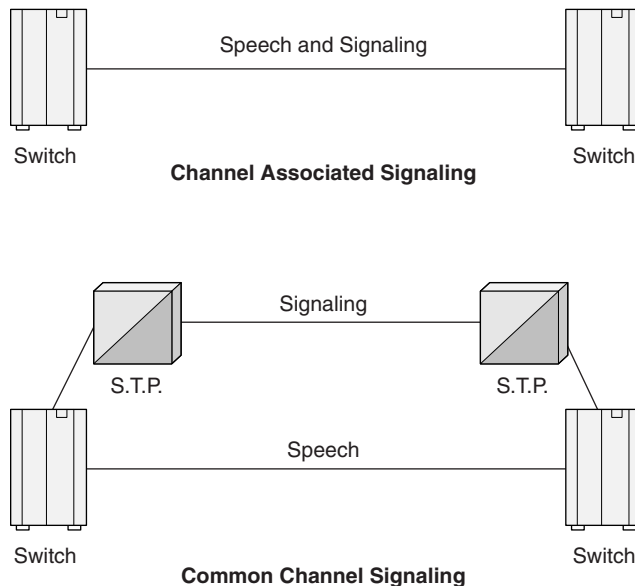 Speech and Signaling
Switch
Switch
Channel Associated Signaling
Signaling
S.T.P.
S.T.P.
Speech
Switch
Switch
Common Channel Signaling